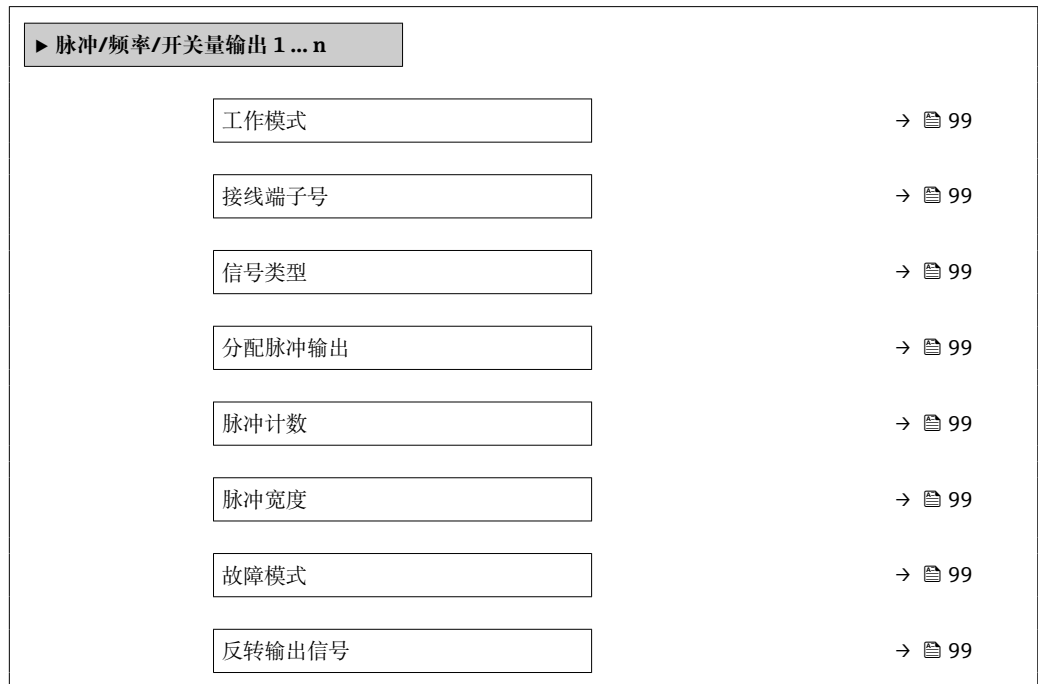 ▶ 脉冲/频率/开关量输出 1 … n
工作模式 → 99
接线端子号 → 99
信号类型 → 99
分配脉冲输出 → 99
脉冲计数 → 99
脉冲宽度 → 99
故障模式 → 99
反转输出信号 → 99